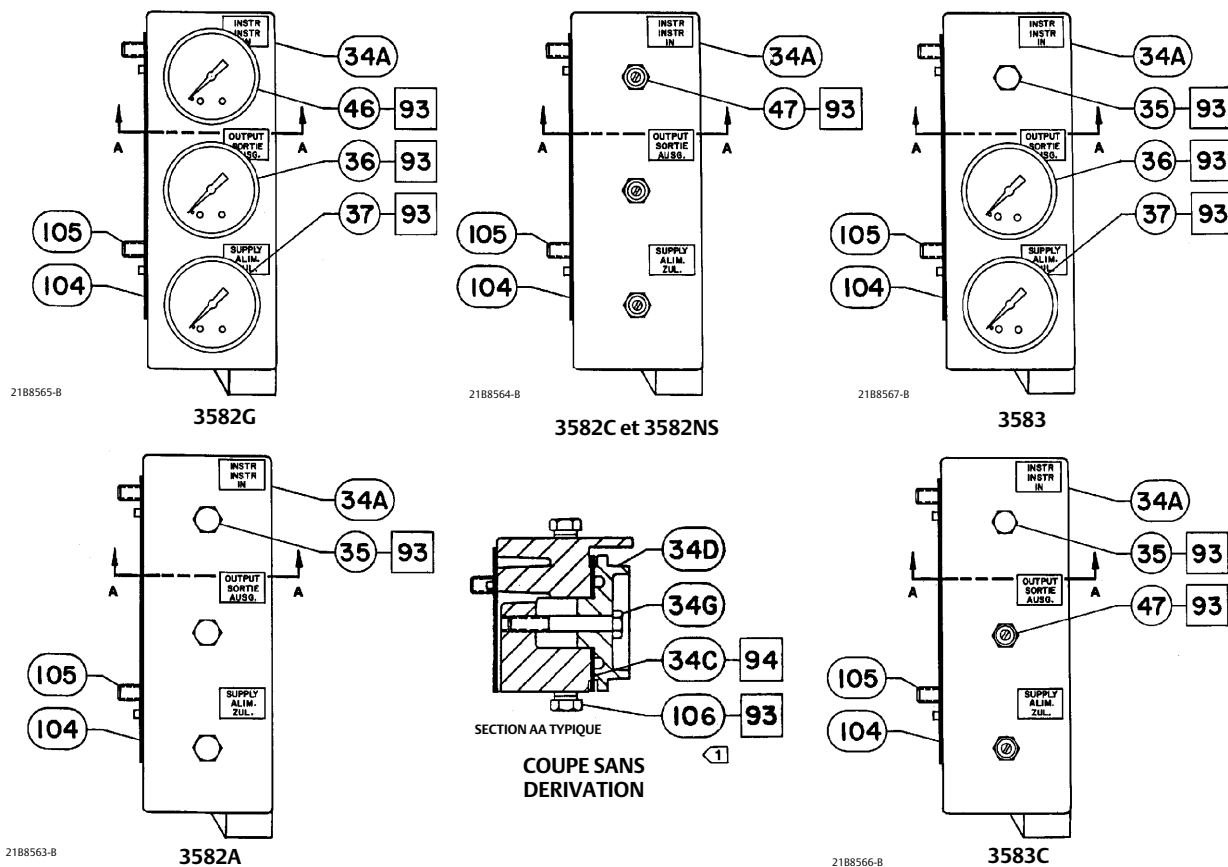 INSTR
INSTR
IN
34A
46 93
A A
OUTPUT
SORTIE
AUSG.
36 93
37 93
105
SUPPLY
ALIM.
ZUL.
104
21B8565-B
3582G
INSTR
INSTR
IN
34A
47 93
A A
OUTPUT
SORTIE
AUSG.
105
SUPPLY
ALIM.
ZUL.
104
21B8564-B
3582C et 3582NS
INSTR
INSTR
IN
34A
35 93
A A
OUTPUT
SORTIE
AUSG.
36 93
37 93
105
SUPPLY
ALIM.
ZUL.
104
21B8567-B
3583
INSTR
INSTR
IN
34A
35 93
A A
OUTPUT
SORTIE
AUSG.
105
SUPPLY
ALIM.
ZUL.
104
21B8563-B
3582A
34D
34G
34C 94
106 93
SECTION AA TYPIQUE
1
COUPE SANS
DERIVATION
INSTR
INSTR
IN
34A
35 93
A A
OUTPUT
SORTIE
AUSG.
47 93
105
SUPPLY
ALIM.
ZUL.
104
21B8566-B
3583C